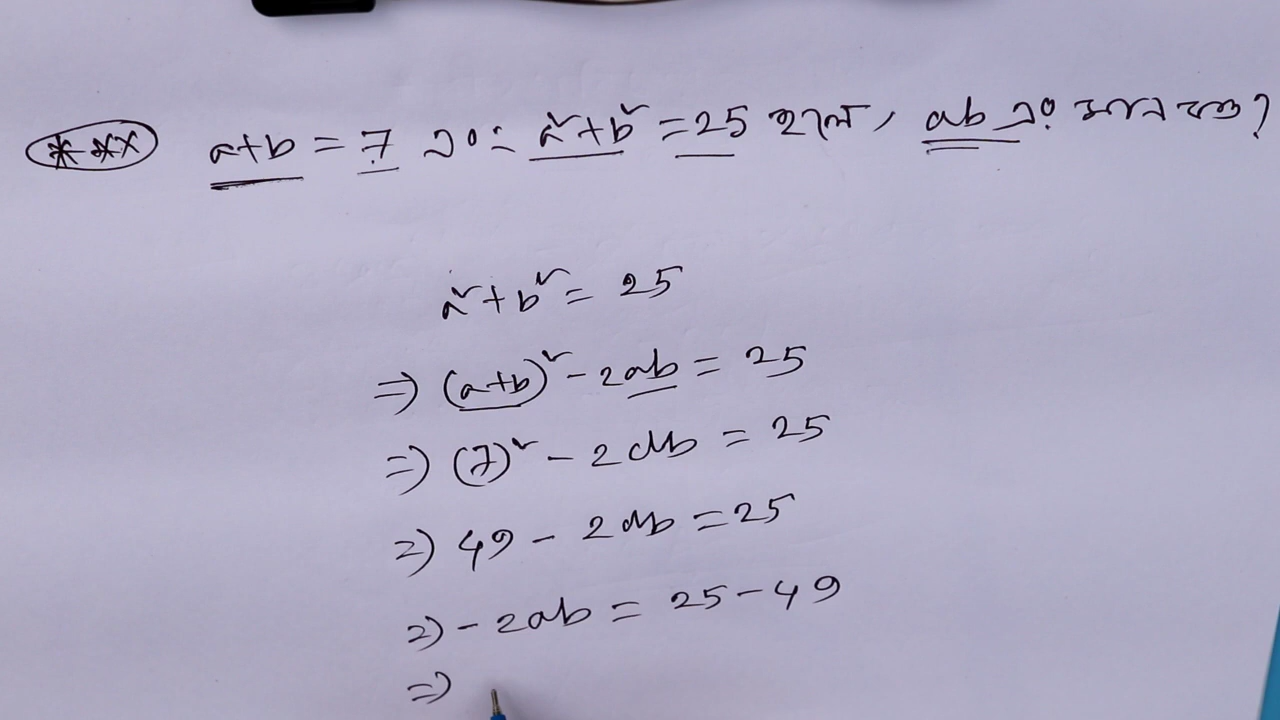 *** a+b = 7 এবং a²+b² = 25 হলে, ab এর মান কত?
a²+b² = 25
⇒ (a+b)² - 2ab = 25
⇒ (7)² - 2ab = 25
⇒ 49 - 2ab = 25
⇒ - 2ab = 25 - 49
⇒